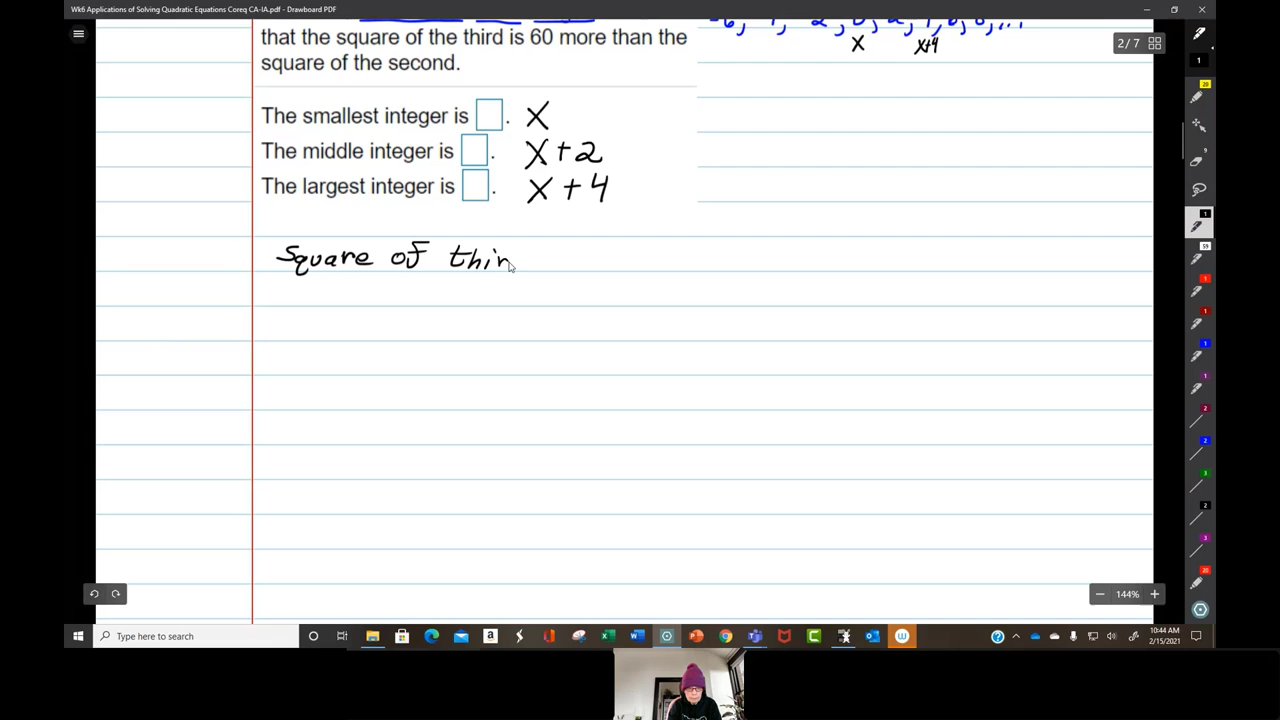 Wk6 Applications of Solving Quadratic Equations Coreq CA-IA.pdf - Drawboard PDF
2 / 7
that the square of the third is 60 more than the
square of the second.
x
x+4
The smallest integer is . X
The middle integer is . X + 2
The largest integer is . X + 4
Square of thir
144%
Type here to search
10:44 AM
2/15/2021